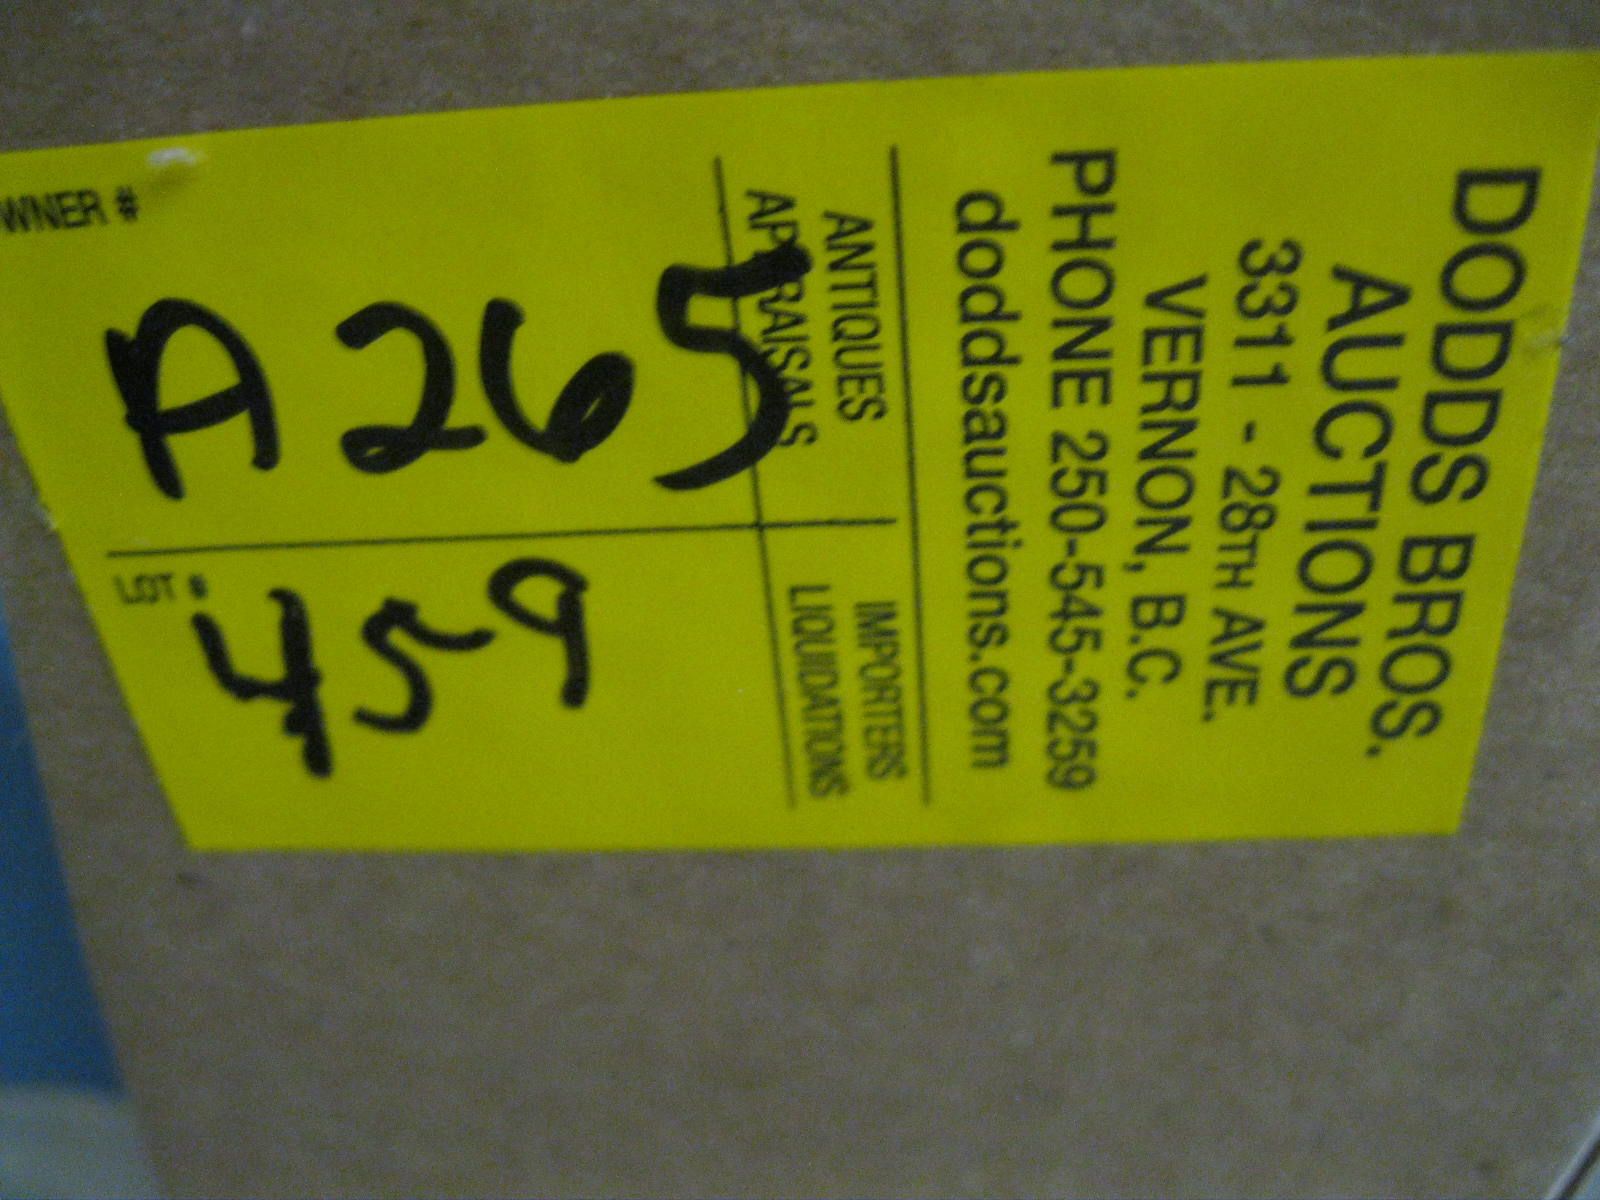 DODDS BROS.
AUCTIONS
3311 - 28TH AVE.
VERNON, B.C.
PHONE 250-545-3259
doddsauctions.com
ANTIQUES
APPRAISALS
IMPORTERS
LIQUIDATIONS
WNER #
A265
LOT #
459